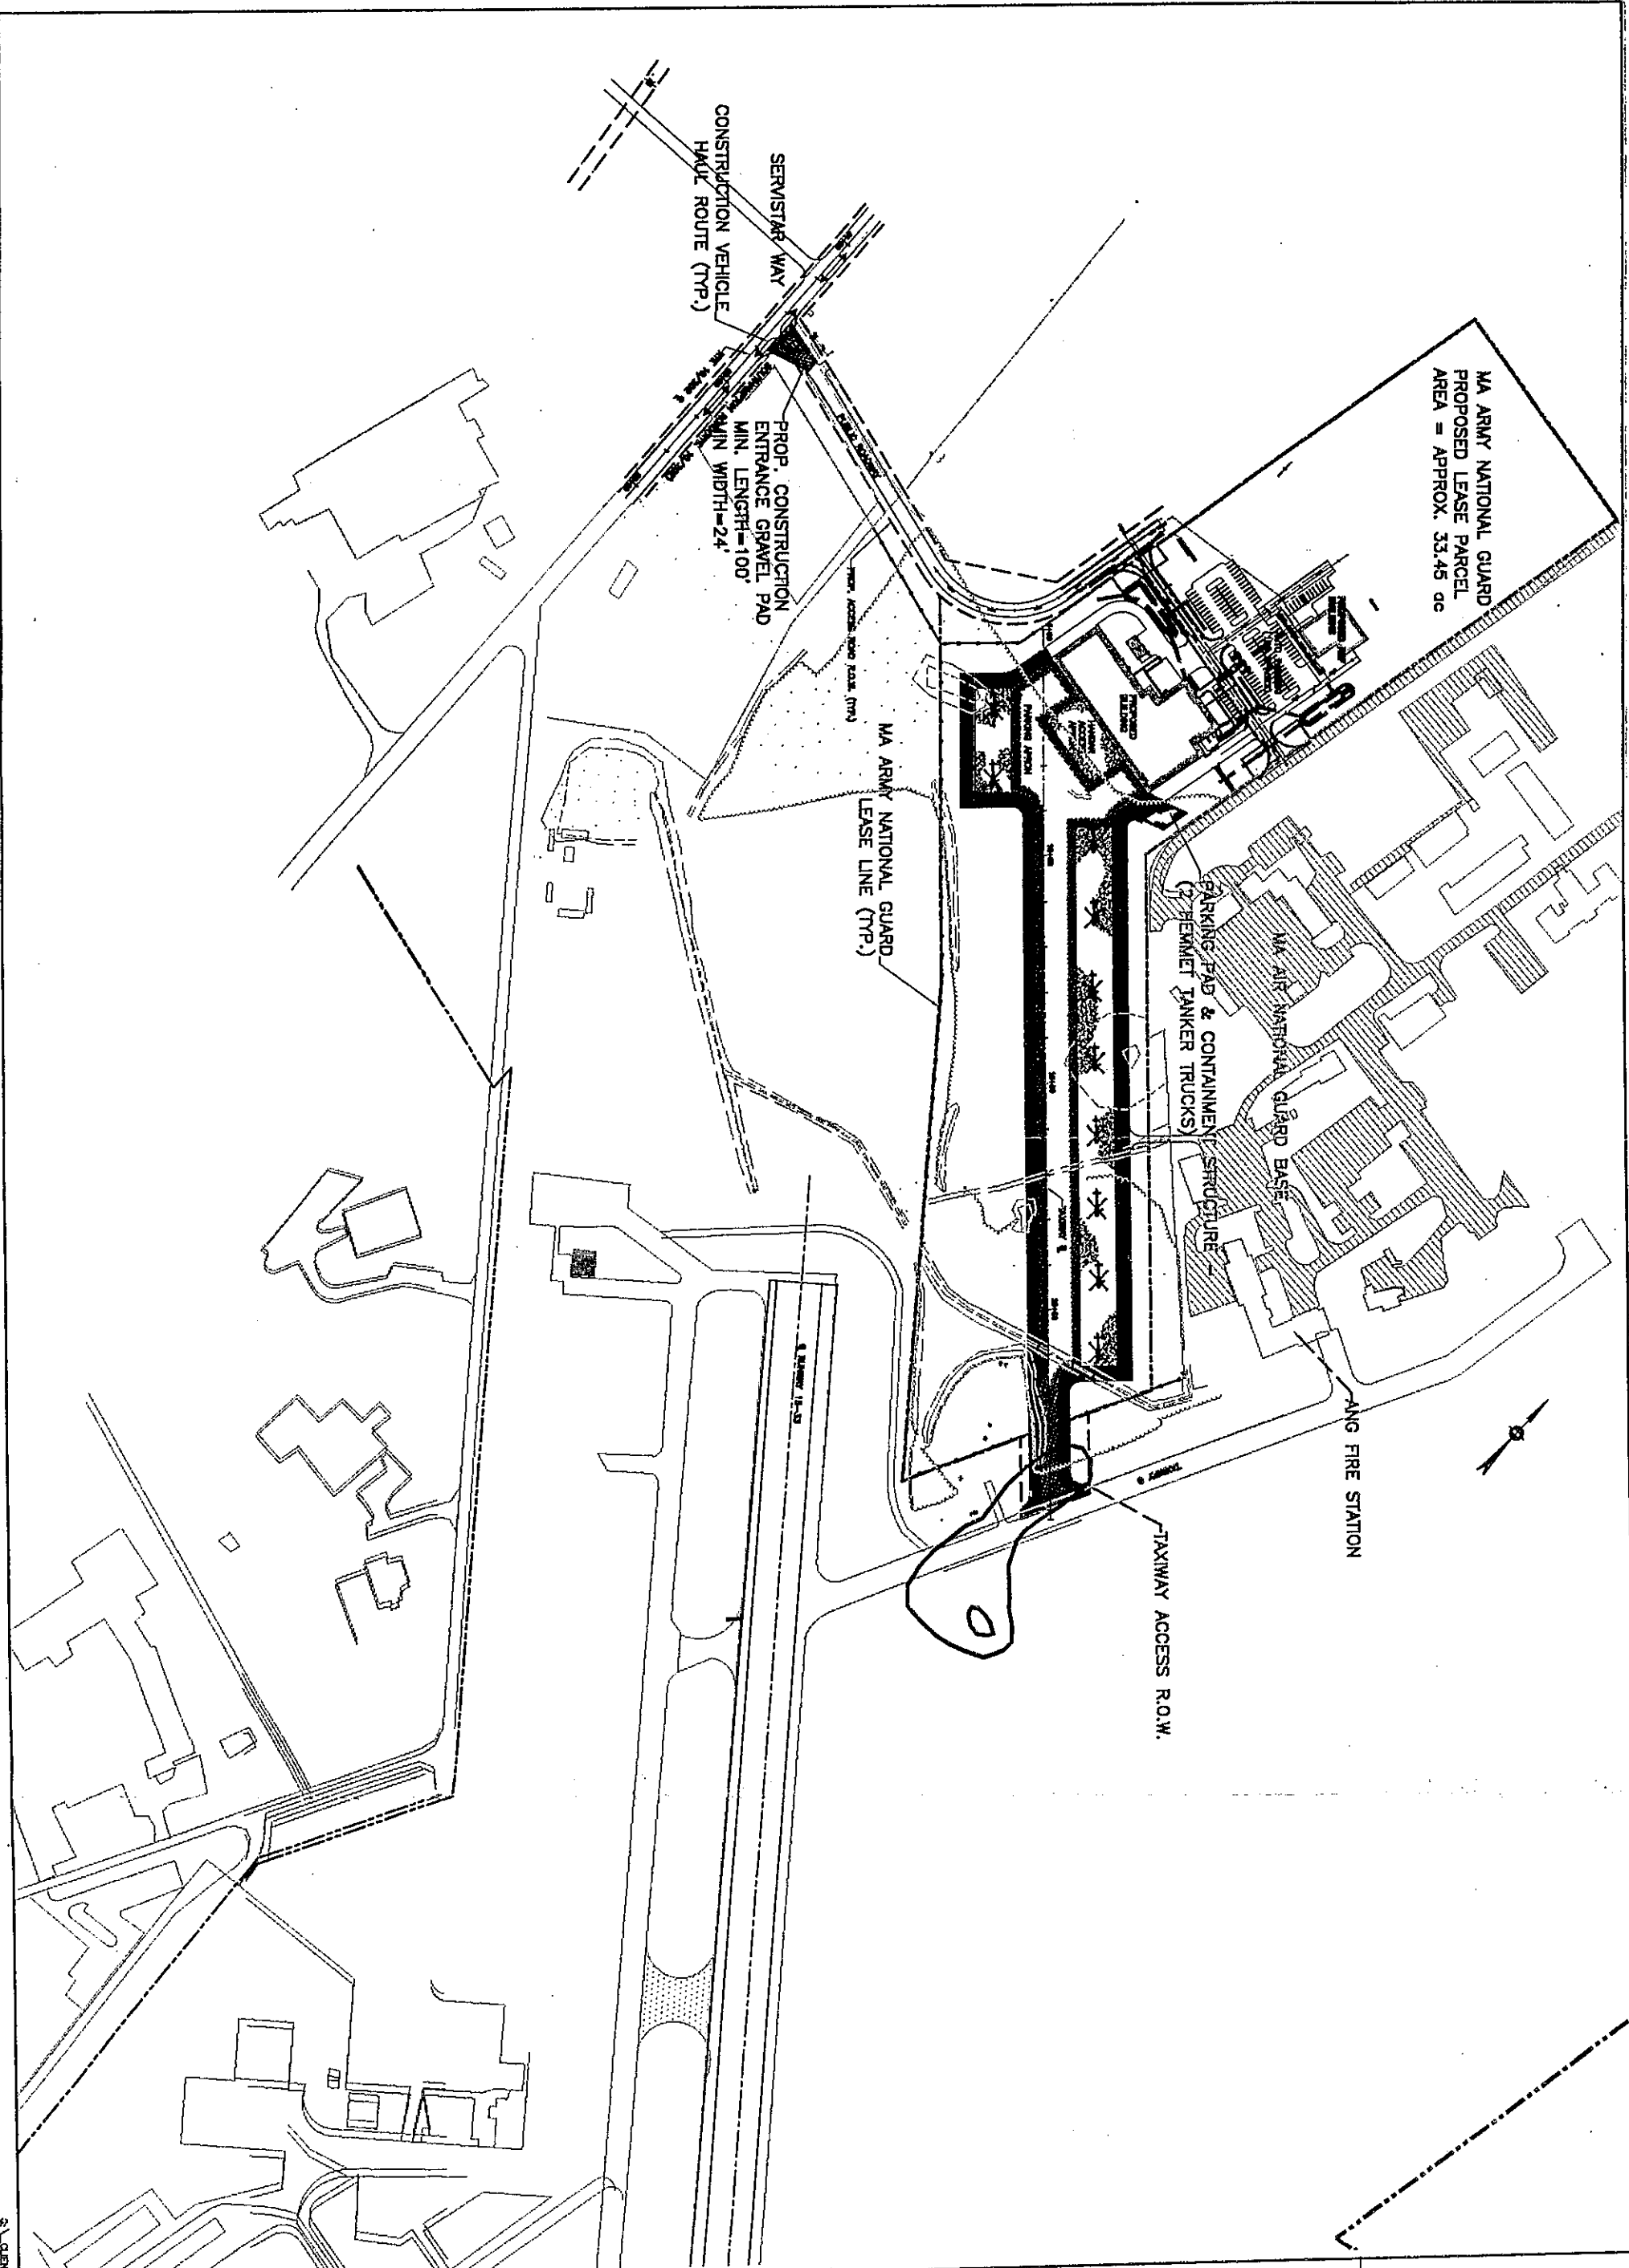 MA ARMY NATIONAL GUARD
PROPOSED LEASE PARCEL
AREA = APPROX. 33.45 ac
SERVISTAR WAY
CONSTRUCTION VEHICLE
HAUL ROUTE (TYP.)
PROP. CONSTRUCTION
ENTRANCE GRAVEL PAD
MIN. LENGTH=100'
MIN WIDTH=24'
PROP. ACCESS ROAD R.O.W. (TYP.)
PUBLIC ROADWAY
PROPOSED
BUILDING
PARKING APRON
MA ARMY NATIONAL GUARD
LEASE LINE (TYP.)
PARKING PAD & CONTAINMENT STRUCTURE
(2 HEMMET TANKER TRUCKS)
MA AIR NATIONAL GUARD BASE
ANG FIRE STATION
TAXIWAY ACCESS R.O.W.